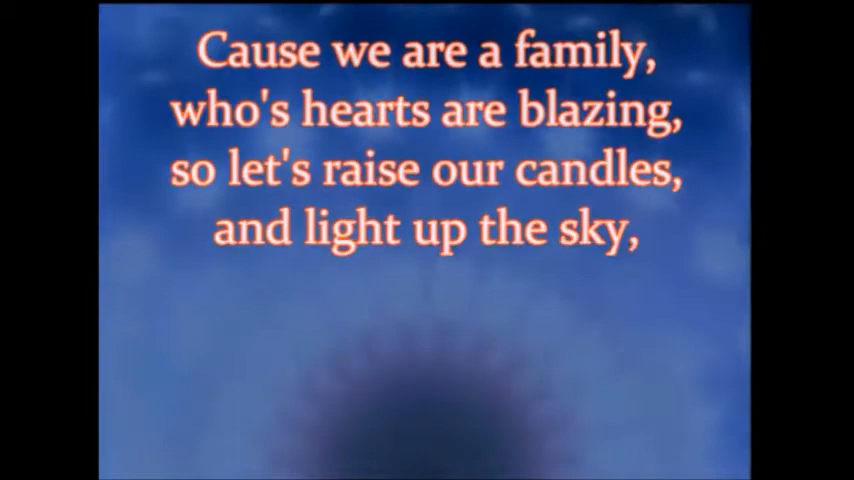 Cause we are a family,
who's hearts are blazing,
so let's raise our candles,
and light up the sky,